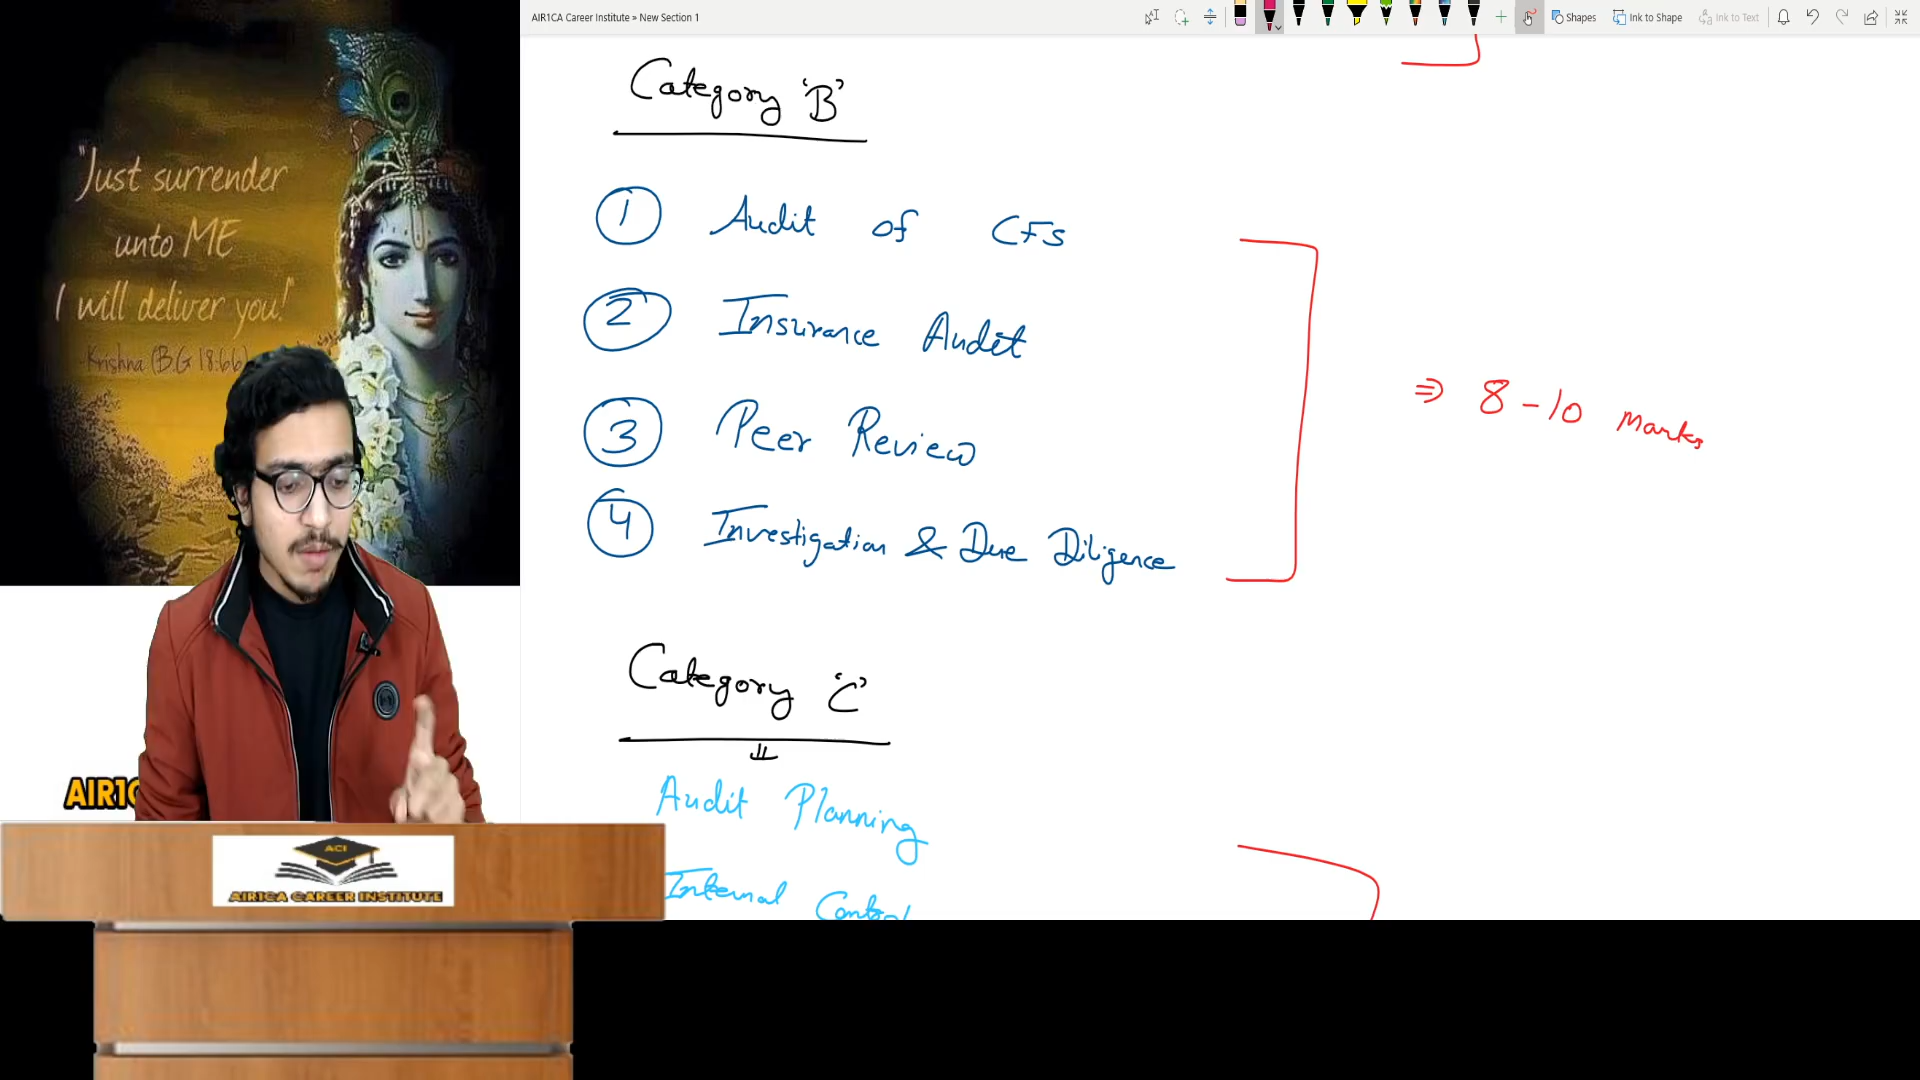 AIR1CA Career Institute » New Section 1
Shapes
Ink to Shape
Ink to Text
"Just surrender
unto ME
I will deliver you!"
-Krishna (B.G 18:66)
AIR1C
ACI
AIR1CA CAREER INSTITUTE
Category 'B'
1 Audit of CFS
2 Insurance Audit
3 Peer Review
4 Investigation & Due Diligence
⇒ 8-10 Marks
Category 'C'
Audit Planning
Internal Control